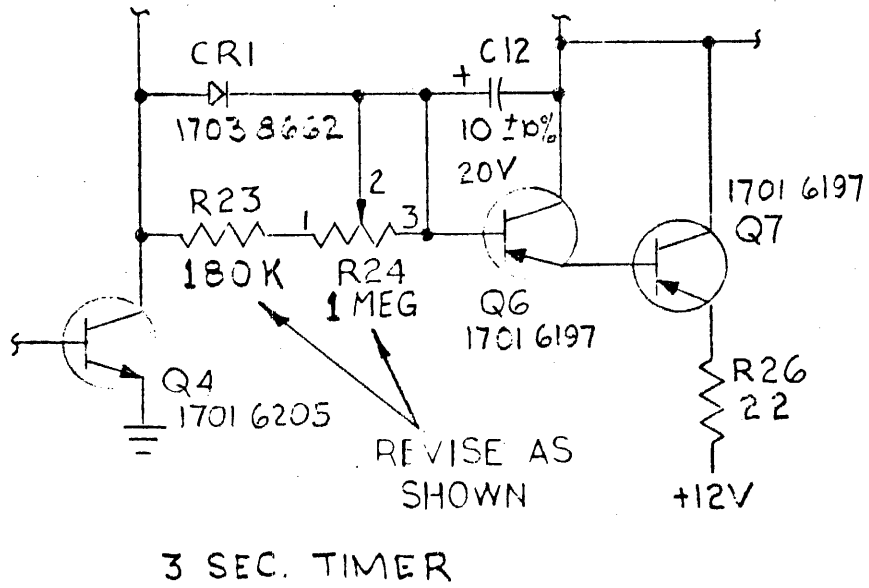 CR1
1703 8662
C12
+
10 ±10%
20V
R23
180K
1
2
3
R24
1 MEG
Q6
1701 6197
1701 6197
Q7
Q4
1701 6205
R26
22
+12V
REVISE AS
SHOWN
3 SEC. TIMER